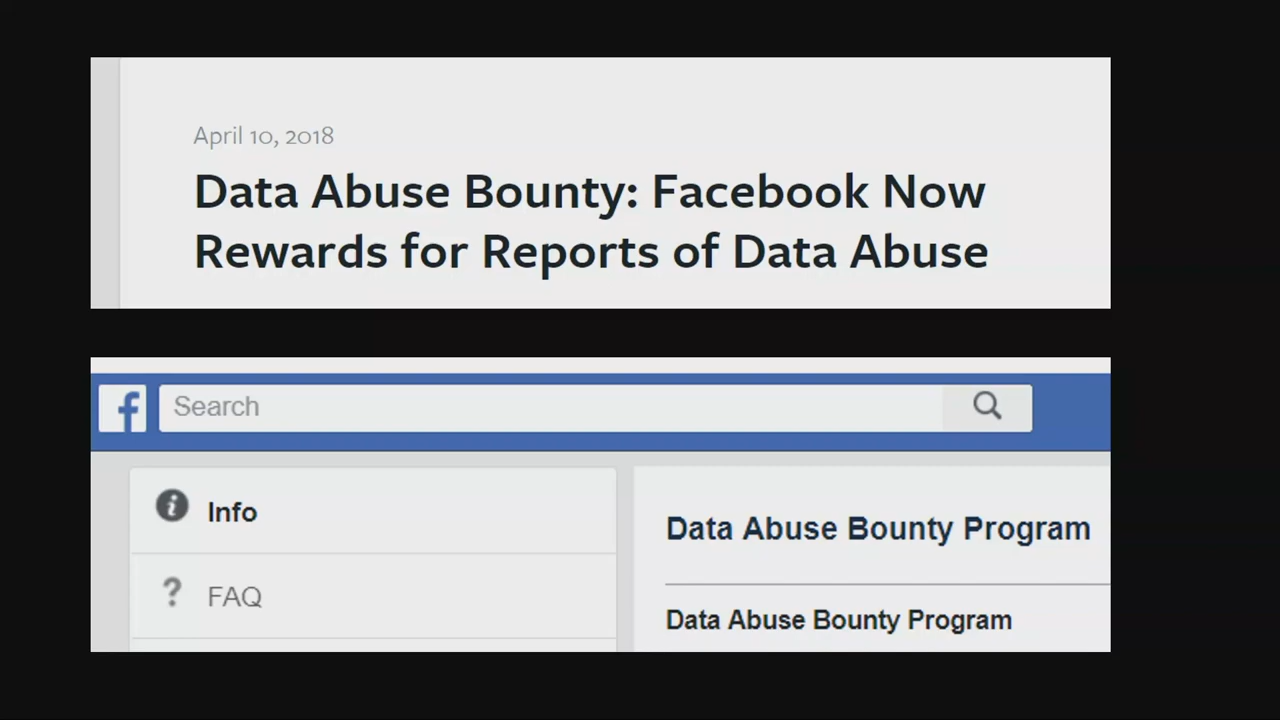 April 10, 2018
Data Abuse Bounty: Facebook Now
Rewards for Reports of Data Abuse
f
Search
Info
Data Abuse Bounty Program
? FAQ
Data Abuse Bounty Program